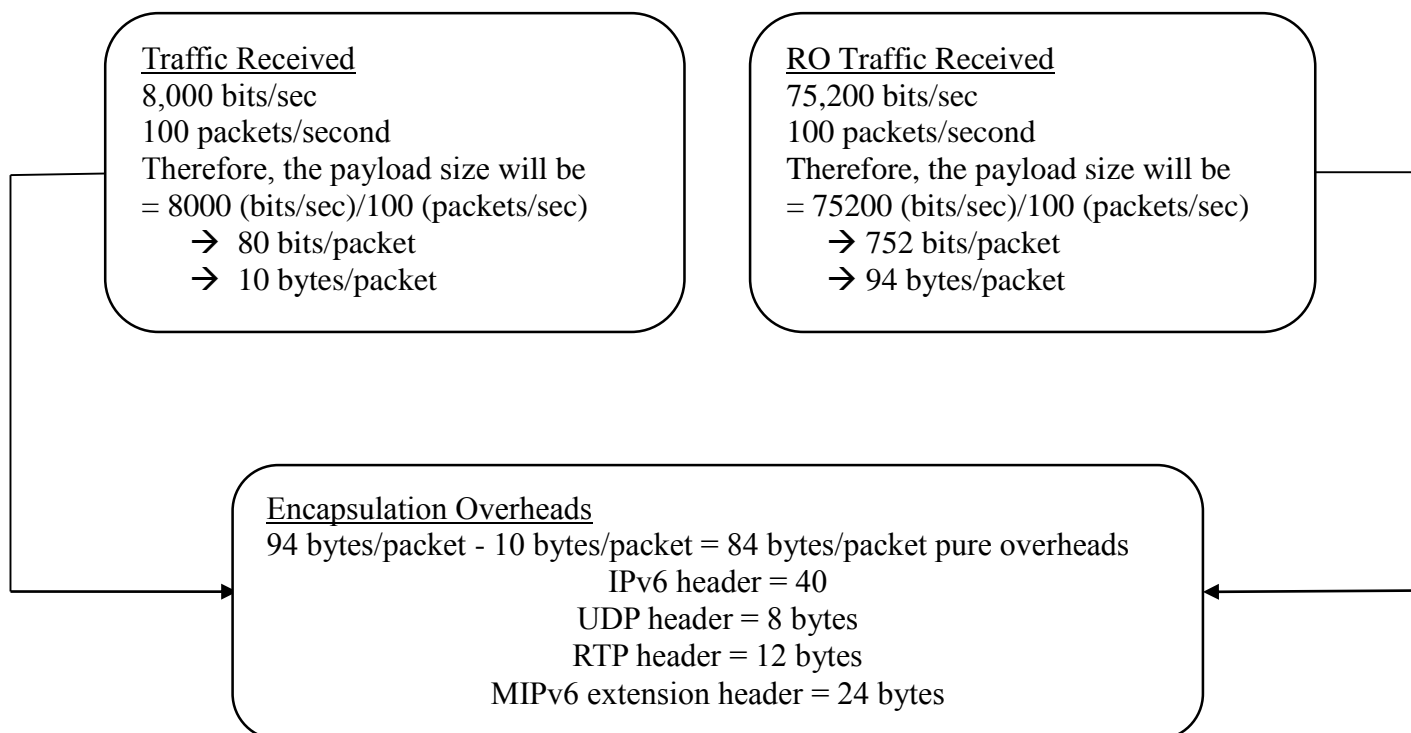 Traffic Received
8,000 bits/sec
100 packets/second
Therefore, the payload size will be
= 8000 (bits/sec)/100 (packets/sec)
→ 80 bits/packet
→ 10 bytes/packet
RO Traffic Received
75,200 bits/sec
100 packets/second
Therefore, the payload size will be
= 75200 (bits/sec)/100 (packets/sec)
→ 752 bits/packet
→ 94 bytes/packet
Encapsulation Overheads
94 bytes/packet - 10 bytes/packet = 84 bytes/packet pure overheads
IPv6 header = 40
UDP header = 8 bytes
RTP header = 12 bytes
MIPv6 extension header = 24 bytes